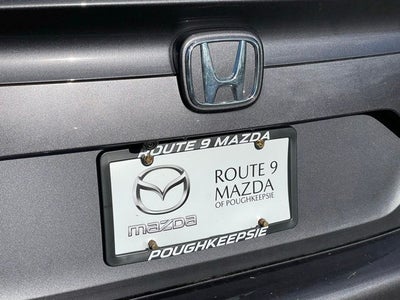 ROUTE 9 MAZDA
ROUTE 9
MAZDA
OF POUGHKEEPSIE
mazda
POUGHKEEPSIE